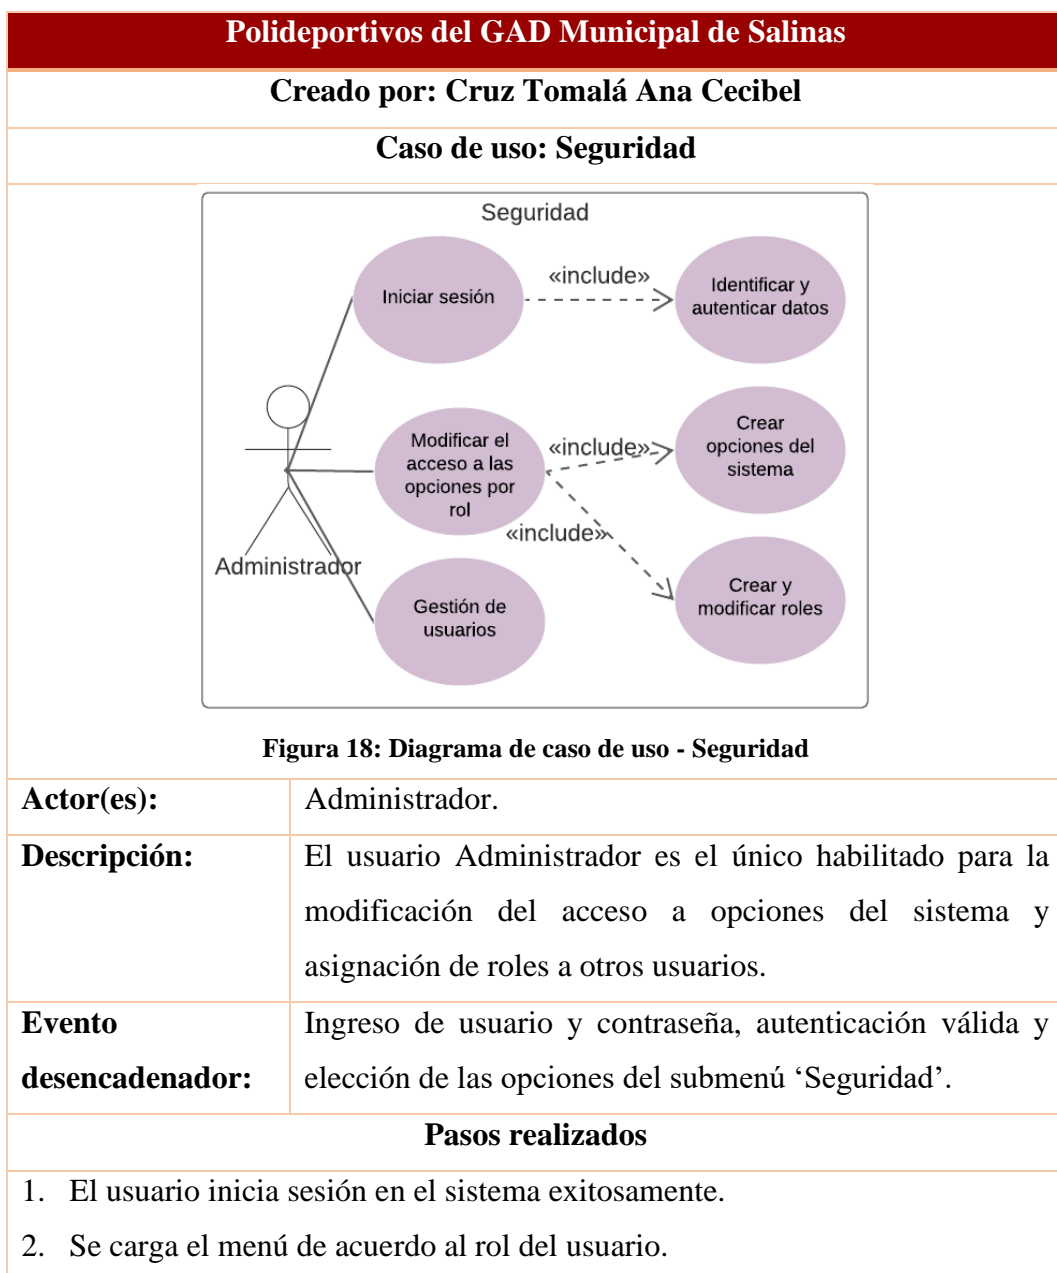 Polideportivos del GAD Municipal de Salinas
Creado por: Cruz Tomalá Ana Cecibel
Caso de uso: Seguridad
Seguridad
Iniciar sesión
«include»
Identificar y
autenticar datos
Modificar el
acceso a las
opciones por
rol
«include»
Crear
opciones del
sistema
«include»
Crear y
modificar roles
Administrador
Gestión de
usuarios
Figura 18: Diagrama de caso de uso - Seguridad
Actor(es):
Administrador.
Descripción:
El usuario Administrador es el único habilitado para la
modificación del acceso a opciones del sistema y
asignación de roles a otros usuarios.
Evento
desencadenador:
Ingreso de usuario y contraseña, autenticación válida y
elección de las opciones del submenú ‘Seguridad’.
Pasos realizados
1. El usuario inicia sesión en el sistema exitosamente.
2. Se carga el menú de acuerdo al rol del usuario.